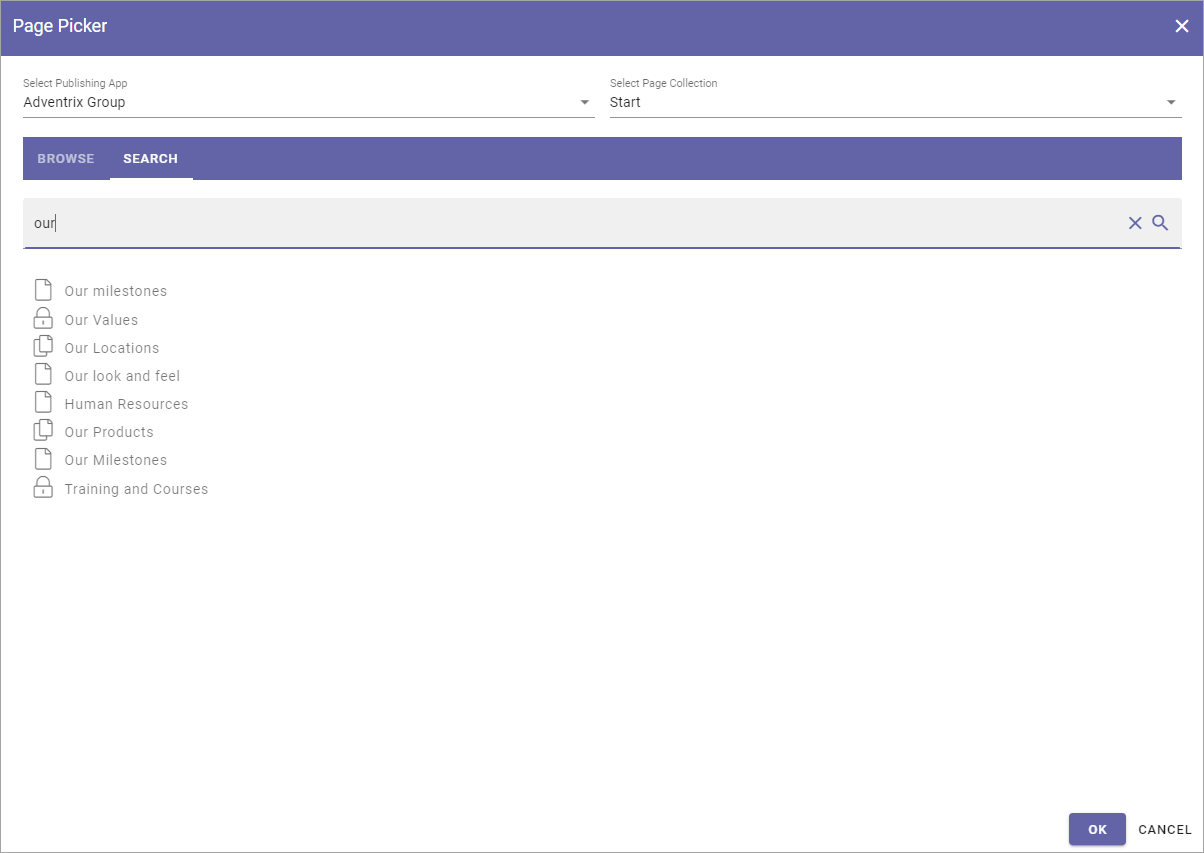 Page Picker
Select Publishing App
Select Page Collection
Adventrix Group
Start
BROWSE
SEARCH
our
Our milestones
Our Values
Our Locations
Our look and feel
Human Resources
Our Products
Our Milestones
Training and Courses
OK
CANCEL